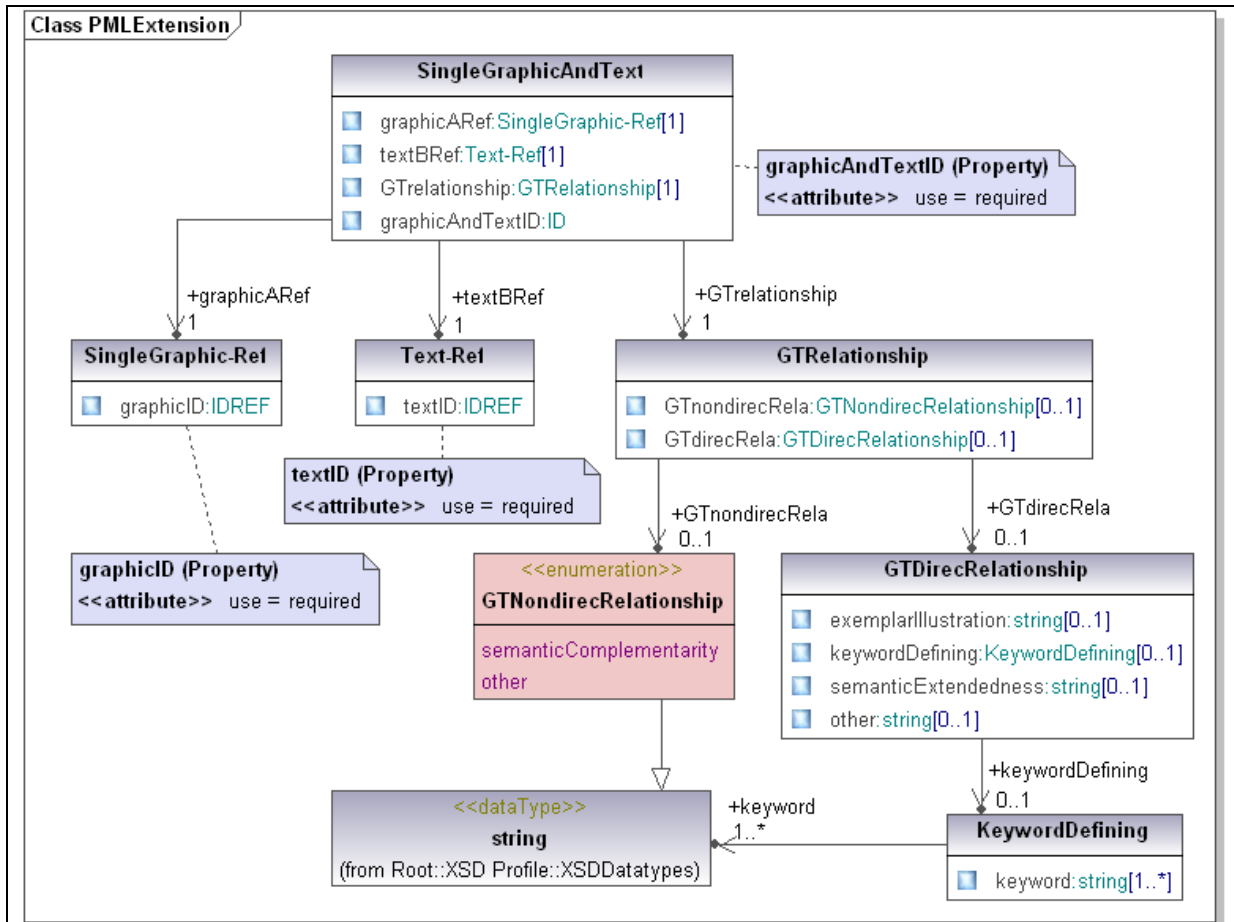 Class PMLExtension
SingleGraphicAndText
graphicARef:SingleGraphic-Ref[1]
textBRef:Text-Ref[1]
GTrelationship:GTRelationship[1]
graphicAndTextID:ID
graphicAndTextID (Property)
<<attribute>> use = required
+graphicARef
1
+textBRef
1
+GTrelationship
1
SingleGraphic-Ref
graphicID:IDREF
Text-Ref
textID:IDREF
GTRelationship
GTnondirecRela:GTNondirecRelationship[0..1]
GTdirecRela:GTDirecRelationship[0..1]
textID (Property)
<<attribute>> use = required
graphicID (Property)
<<attribute>> use = required
+GTnondirecRela
0..1
+GTdirecRela
0..1
<<enumeration>>
GTNondirecRelationship
semanticComplementarity
other
GTDirecRelationship
exemplarIllustration:string[0..1]
keywordDefining:KeywordDefining[0..1]
semanticExtendedness:string[0..1]
other:string[0..1]
+keywordDefining
0..1
<<dataType>>
string
(from Root::XSD Profile::XSDDatatypes)
+keyword
1..*
KeywordDefining
keyword:string[1..*]